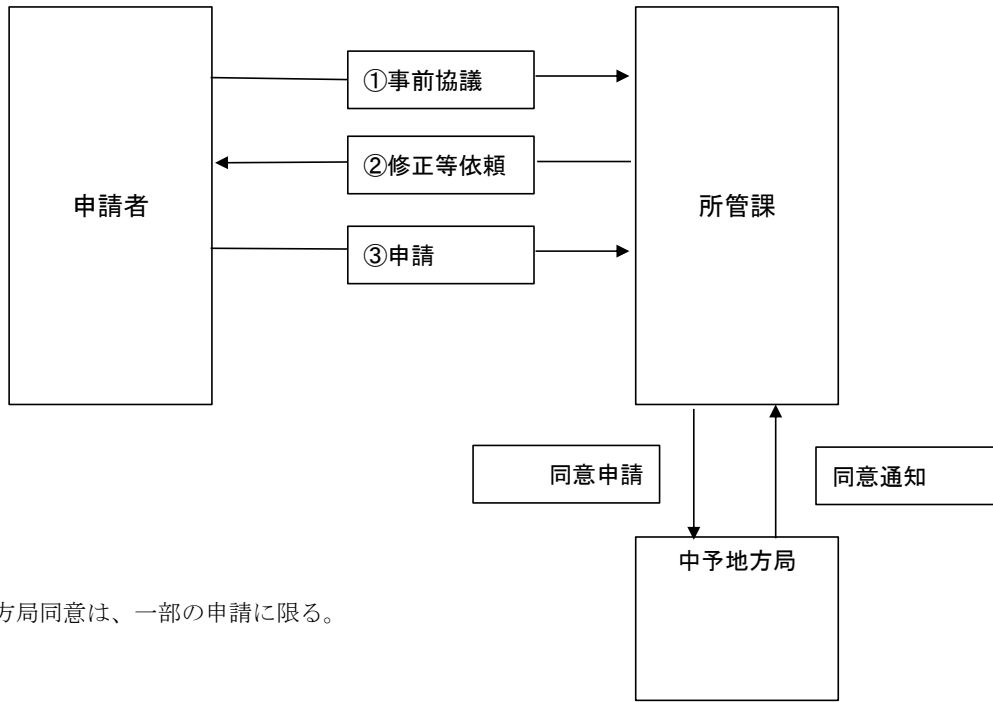 ①事前協議
②修正等依頼
申請者
所管課
③申請
同意申請
同意通知
中予地方局
方局同意は、一部の申請に限る。